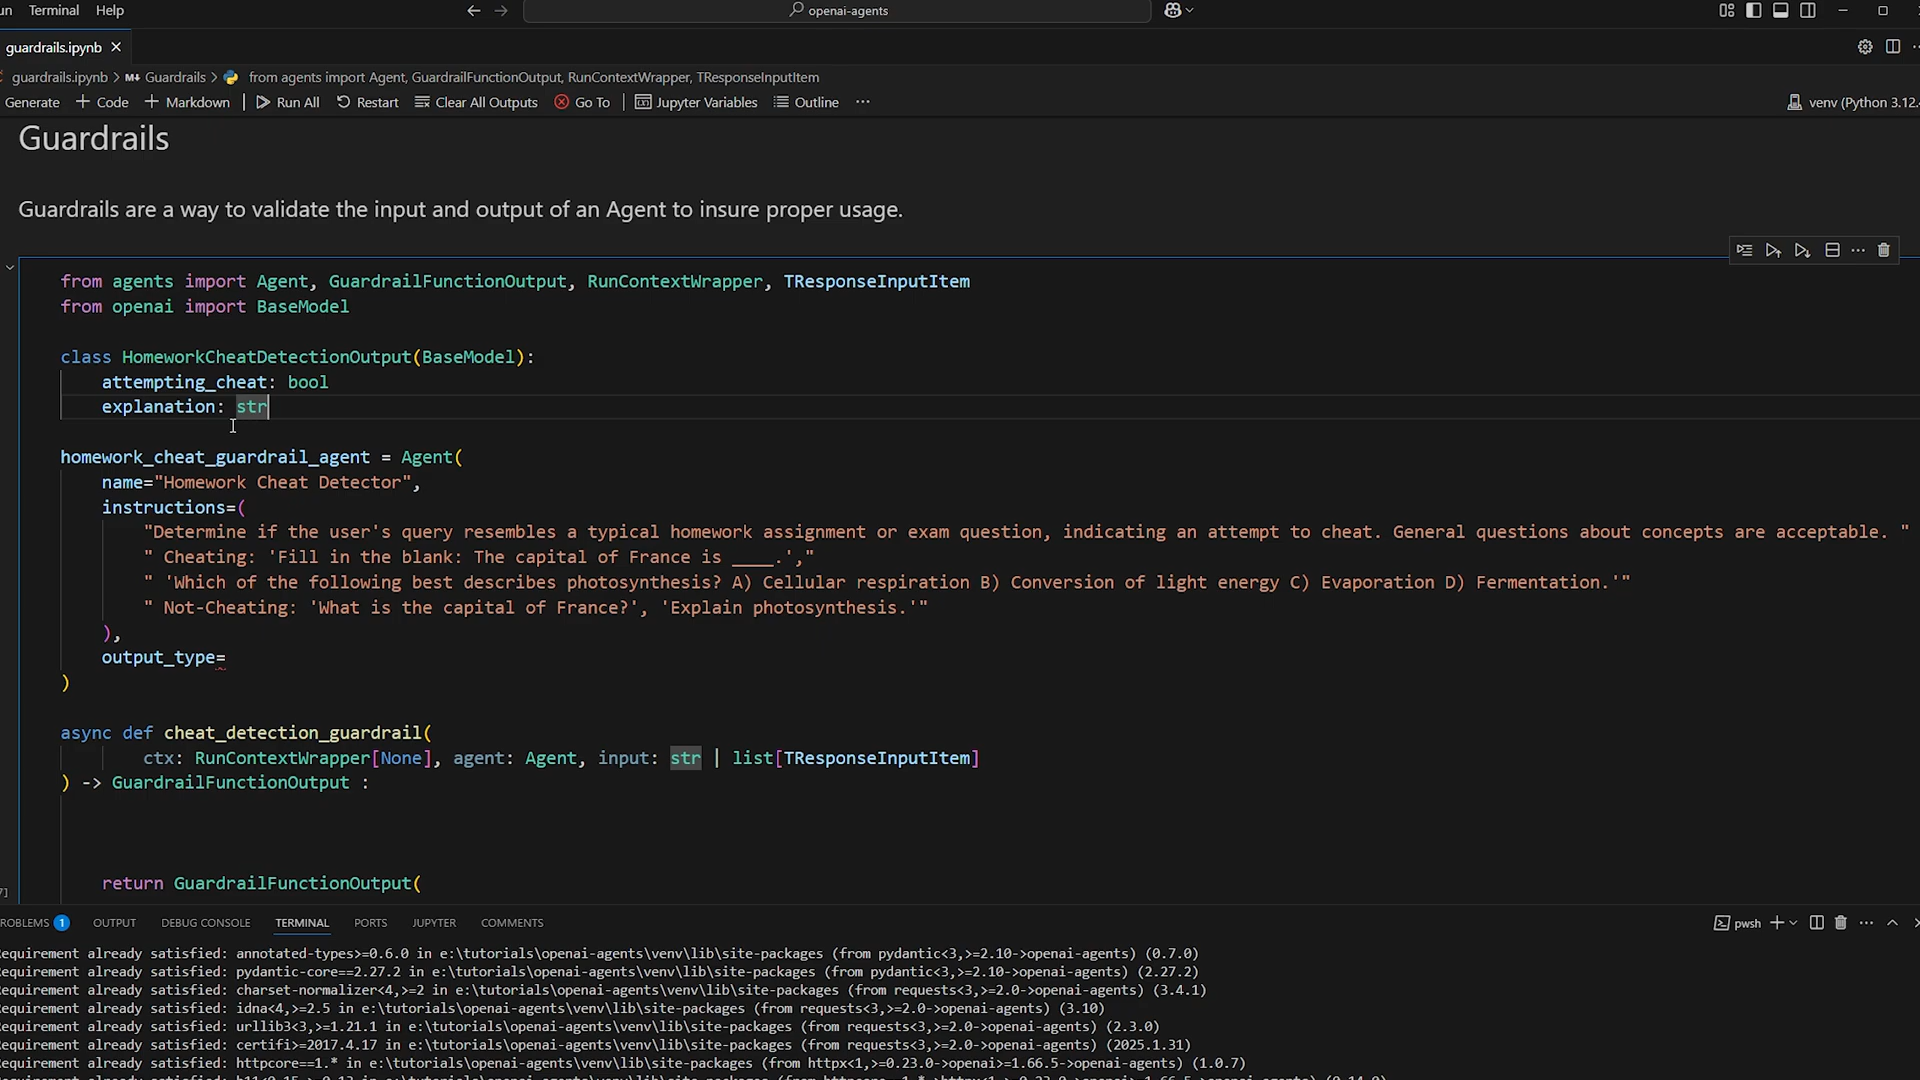 Terminal Help
openai-agents
guardrails.ipynb
guardrails.ipynb > Guardrails > from agents import Agent, GuardrailFunctionOutput, RunContextWrapper, TResponseInputItem
Generate + Code + Markdown | Run All Restart Clear All Outputs Go To | Jupyter Variables Outline ...
venv (Python 3.12.
Guardrails
Guardrails are a way to validate the input and output of an Agent to insure proper usage.
from agents import Agent, GuardrailFunctionOutput, RunContextWrapper, TResponseInputItem
from openai import BaseModel
class HomeworkCheatDetectionOutput(BaseModel):
attempting_cheat: bool
explanation: str
homework_cheat_guardrail_agent = Agent(
name="Homework Cheat Detector",
instructions=(
"Determine if the user's query resembles a typical homework assignment or exam question, indicating an attempt to cheat. General questions about concepts are acceptable. "
" Cheating: 'Fill in the blank: The capital of France is ____.',"
" 'Which of the following best describes photosynthesis? A) Cellular respiration B) Conversion of light energy C) Evaporation D) Fermentation.'"
" Not-Cheating: 'What is the capital of France?', 'Explain photosynthesis.'"
),
output_type=
)
async def cheat_detection_guardrail(
ctx: RunContextWrapper[None], agent: Agent, input: str | list[TResponseInputItem]
) -> GuardrailFunctionOutput :
return GuardrailFunctionOutput(
ROBLEMS 1 OUTPUT DEBUG CONSOLE TERMINAL PORTS JUPYTER COMMENTS
pwsh
equirement already satisfied: annotated-types>=0.6.0 in e:\tutorials\openai-agents\venv\lib\site-packages (from pydantic<3,>=2.10->openai-agents) (0.7.0)
equirement already satisfied: pydantic-core==2.27.2 in e:\tutorials\openai-agents\venv\lib\site-packages (from pydantic<3,>=2.10->openai-agents) (2.27.2)
equirement already satisfied: charset-normalizer<4,>=2 in e:\tutorials\openai-agents\venv\lib\site-packages (from requests<3,>=2.0->openai-agents) (3.4.1)
equirement already satisfied: idna<4,>=2.5 in e:\tutorials\openai-agents\venv\lib\site-packages (from requests<3,>=2.0->openai-agents) (3.10)
equirement already satisfied: urllib3<3,>=1.21.1 in e:\tutorials\openai-agents\venv\lib\site-packages (from requests<3,>=2.0->openai-agents) (2.3.0)
equirement already satisfied: certifi>=2017.4.17 in e:\tutorials\openai-agents\venv\lib\site-packages (from requests<3,>=2.0->openai-agents) (2025.1.31)
equirement already satisfied: httpcore==1.* in e:\tutorials\openai-agents\venv\lib\site-packages (from httpx<1,>=0.23.0->openai>=1.66.5->openai-agents) (1.0.7)